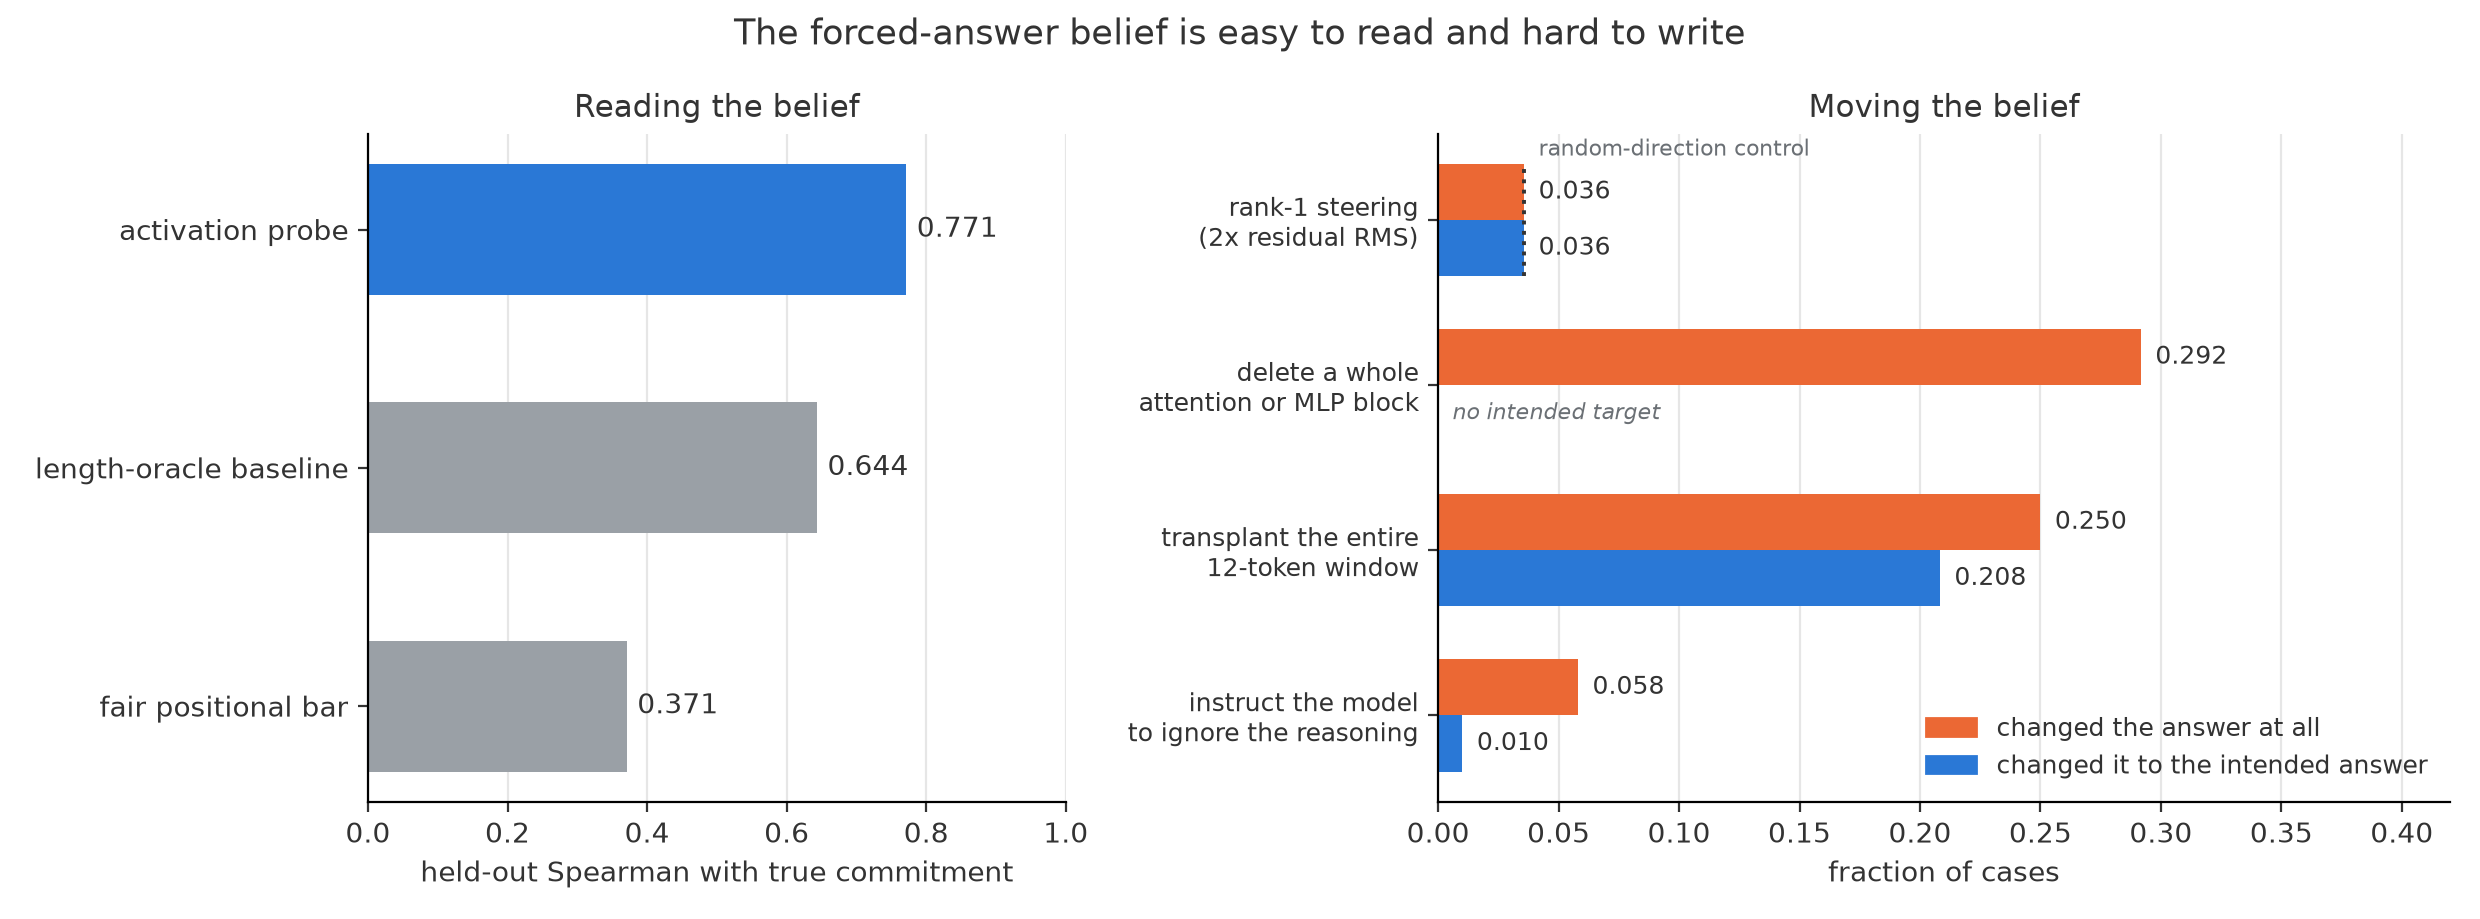 The forced-answer belief is easy to read and hard to write
Reading the belief
activation probe
0.771
length-oracle baseline
0.644
fair positional bar
0.371
0.0 0.2 0.4 0.6 0.8 1.0
held-out Spearman with true commitment
Moving the belief
random-direction control
rank-1 steering
(2x residual RMS)
0.036
0.036
delete a whole
attention or MLP block
0.292
no intended target
transplant the entire
12-token window
0.250
0.208
instruct the model
to ignore the reasoning
0.058
0.010
changed the answer at all
changed it to the intended answer
0.00 0.05 0.10 0.15 0.20 0.25 0.30 0.35 0.40
fraction of cases